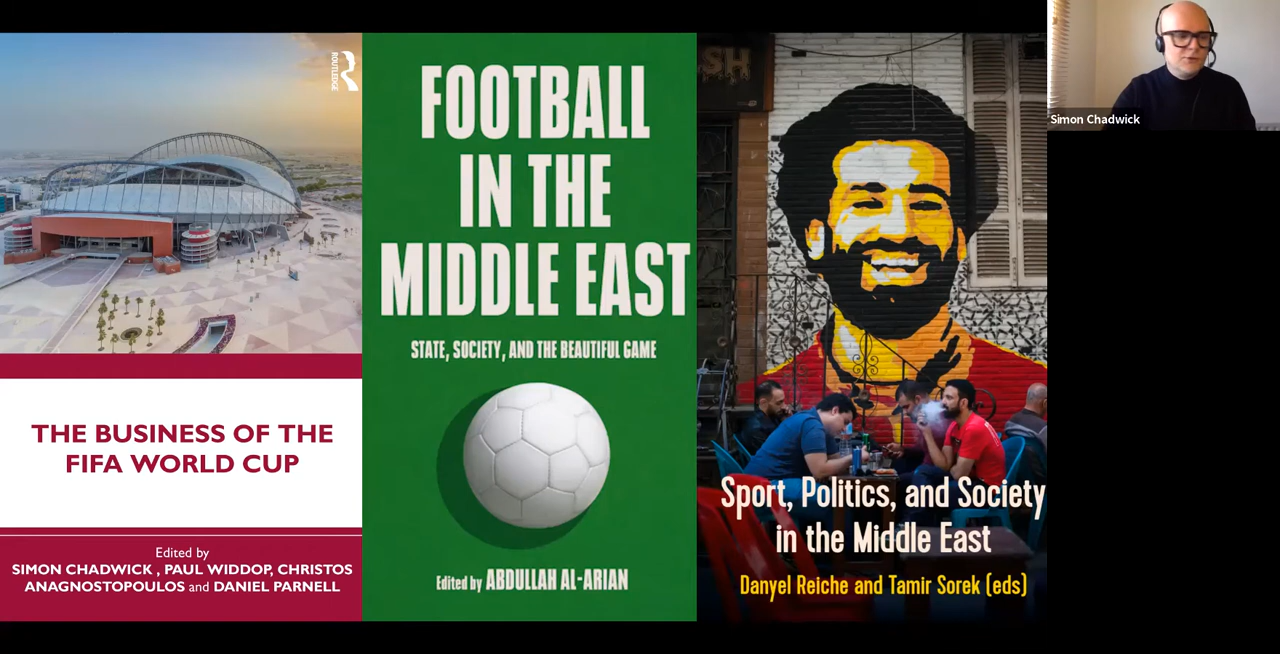 ROUTLEDGE
THE BUSINESS OF THE
FIFA WORLD CUP
Edited by
SIMON CHADWICK , PAUL WIDDOP, CHRISTOS
ANAGNOSTOPOULOS and DANIEL PARNELL
FOOTBALL
IN THE
MIDDLE EAST
STATE, SOCIETY, AND THE BEAUTIFUL GAME
Edited by ABDULLAH AL-ARIAN
SH
Sport, Politics, and Society
in the Middle East
Danyel Reiche and Tamir Sorek (eds)
Simon Chadwick